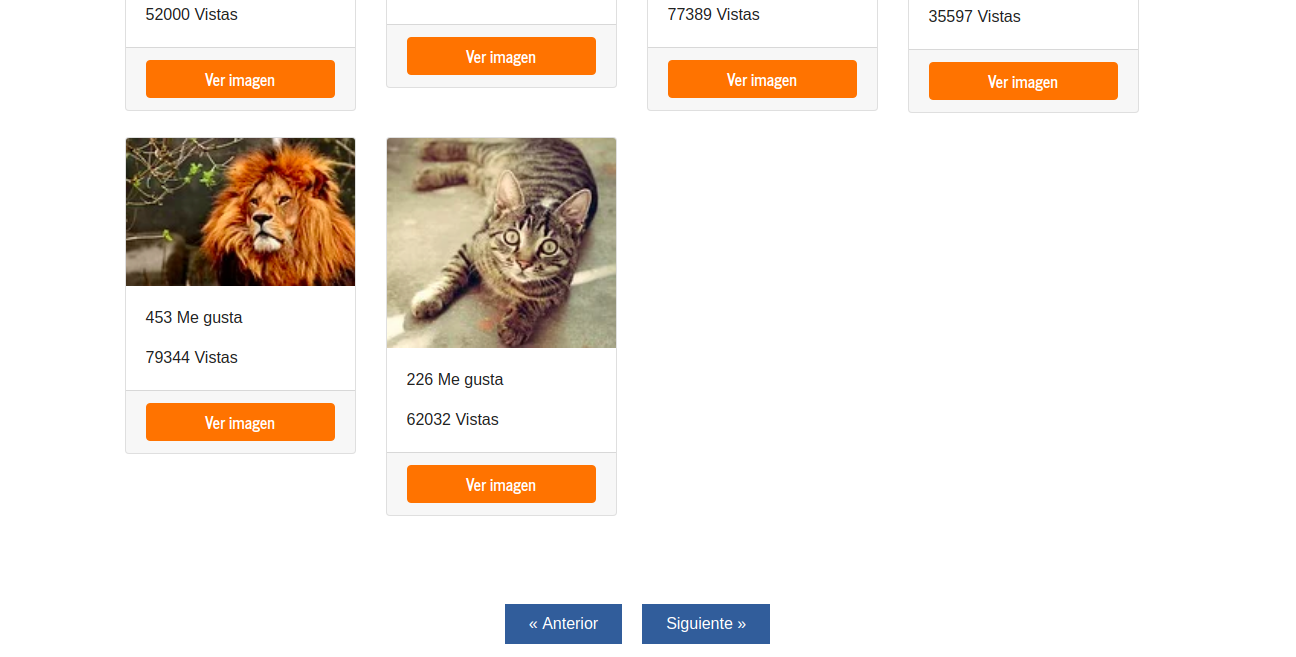 52000 Vistas
Ver imagen
Ver imagen
77389 Vistas
Ver imagen
35597 Vistas
Ver imagen
453 Me gusta
79344 Vistas
Ver imagen
226 Me gusta
62032 Vistas
Ver imagen
« Anterior
Siguiente »